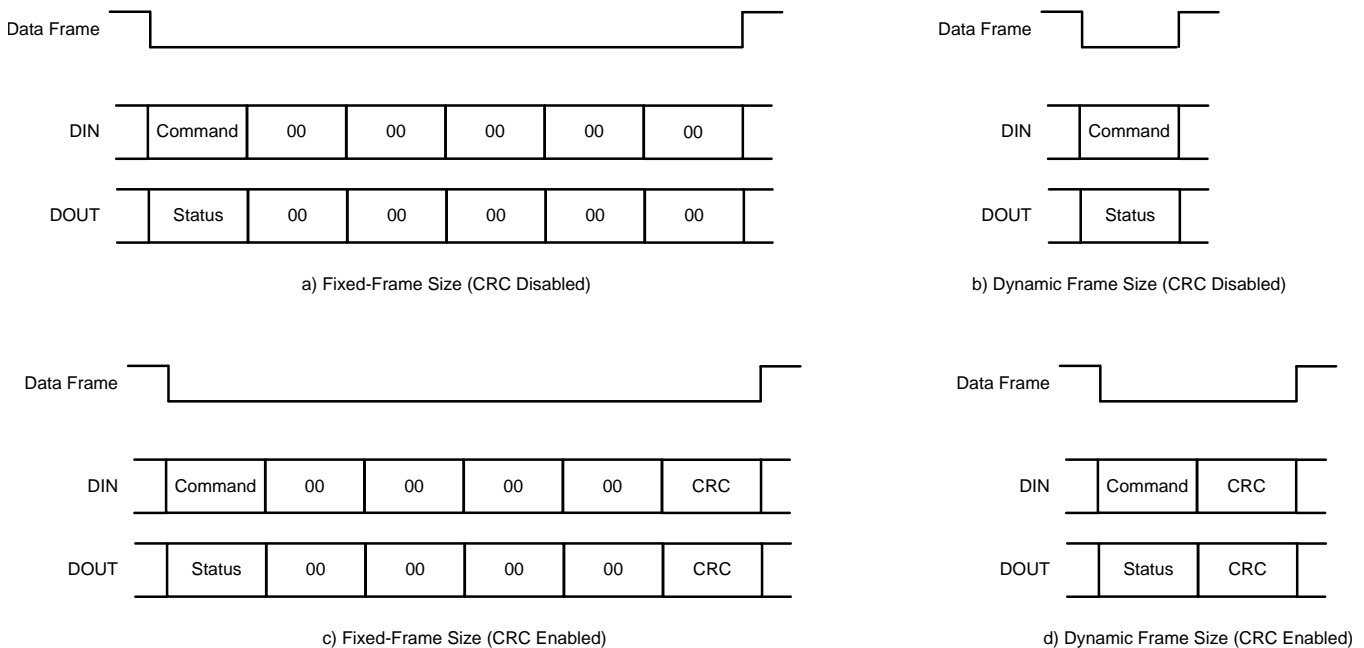 Data Frame
DIN Command 00 00 00 00 00
DOUT Status 00 00 00 00 00
a) Fixed-Frame Size (CRC Disabled)
Data Frame
DIN Command
DOUT Status
b) Dynamic Frame Size (CRC Disabled)
Data Frame
DIN Command 00 00 00 00 CRC
DOUT Status 00 00 00 00 CRC
c) Fixed-Frame Size (CRC Enabled)
Data Frame
DIN Command CRC
DOUT Status CRC
d) Dynamic Frame Size (CRC Enabled)